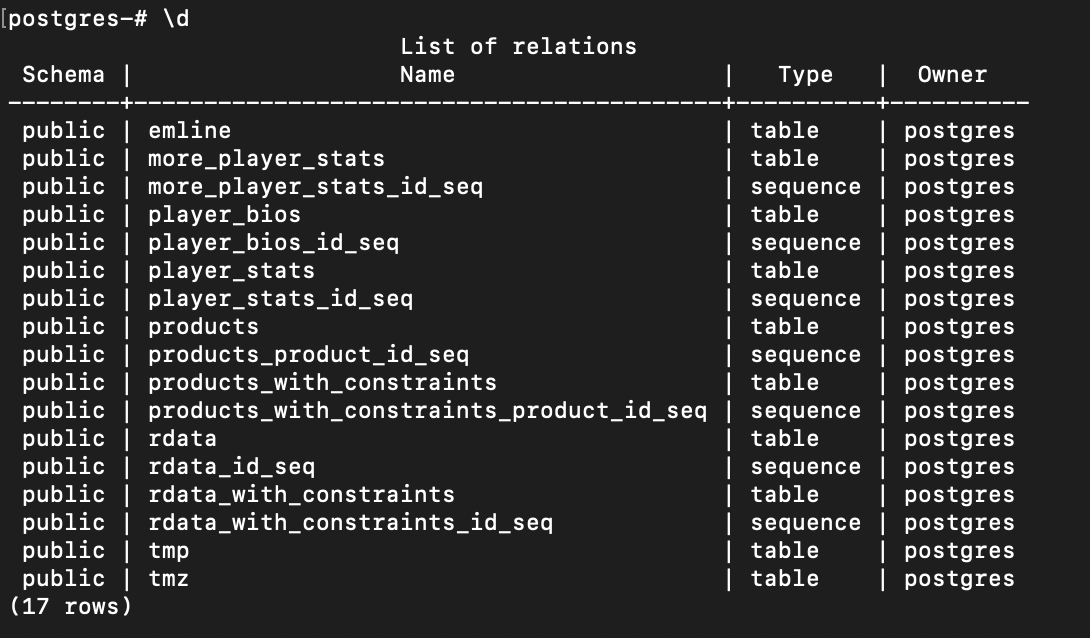 [postgres-# \d
                            List of relations
 Schema |                   Name                   |   Type   |  Owner
--------+------------------------------------------+----------+----------
 public | emline                                   | table    | postgres
 public | more_player_stats                        | table    | postgres
 public | more_player_stats_id_seq                 | sequence | postgres
 public | player_bios                              | table    | postgres
 public | player_bios_id_seq                       | sequence | postgres
 public | player_stats                             | table    | postgres
 public | player_stats_id_seq                      | sequence | postgres
 public | products                                 | table    | postgres
 public | products_product_id_seq                  | sequence | postgres
 public | products_with_constraints                | table    | postgres
 public | products_with_constraints_product_id_seq | sequence | postgres
 public | rdata                                    | table    | postgres
 public | rdata_id_seq                             | sequence | postgres
 public | rdata_with_constraints                   | table    | postgres
 public | rdata_with_constraints_id_seq            | sequence | postgres
 public | tmp                                      | table    | postgres
 public | tmz                                      | table    | postgres
(17 rows)